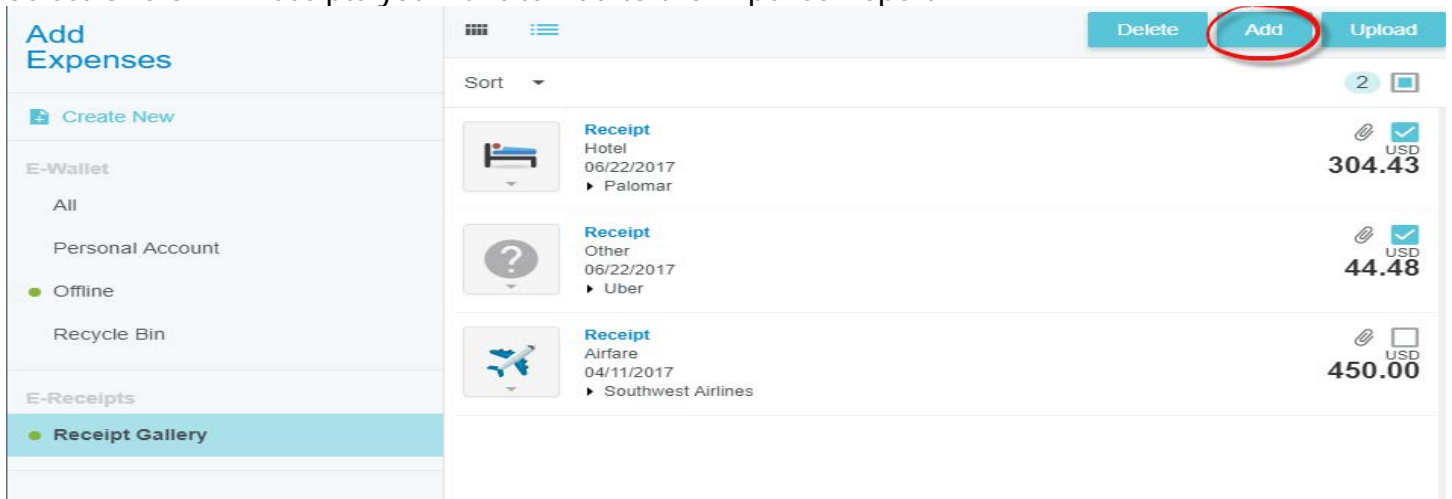 Add
Expenses
Create New
E-Wallet
All
Personal Account
Offline
Recycle Bin
E-Receipts
Receipt Gallery
Delete
Add
Upload
Sort
2
Receipt
Hotel
06/22/2017
Palomar
USD
304.43
Receipt
Other
06/22/2017
Uber
USD
44.48
Receipt
Airfare
04/11/2017
Southwest Airlines
USD
450.00